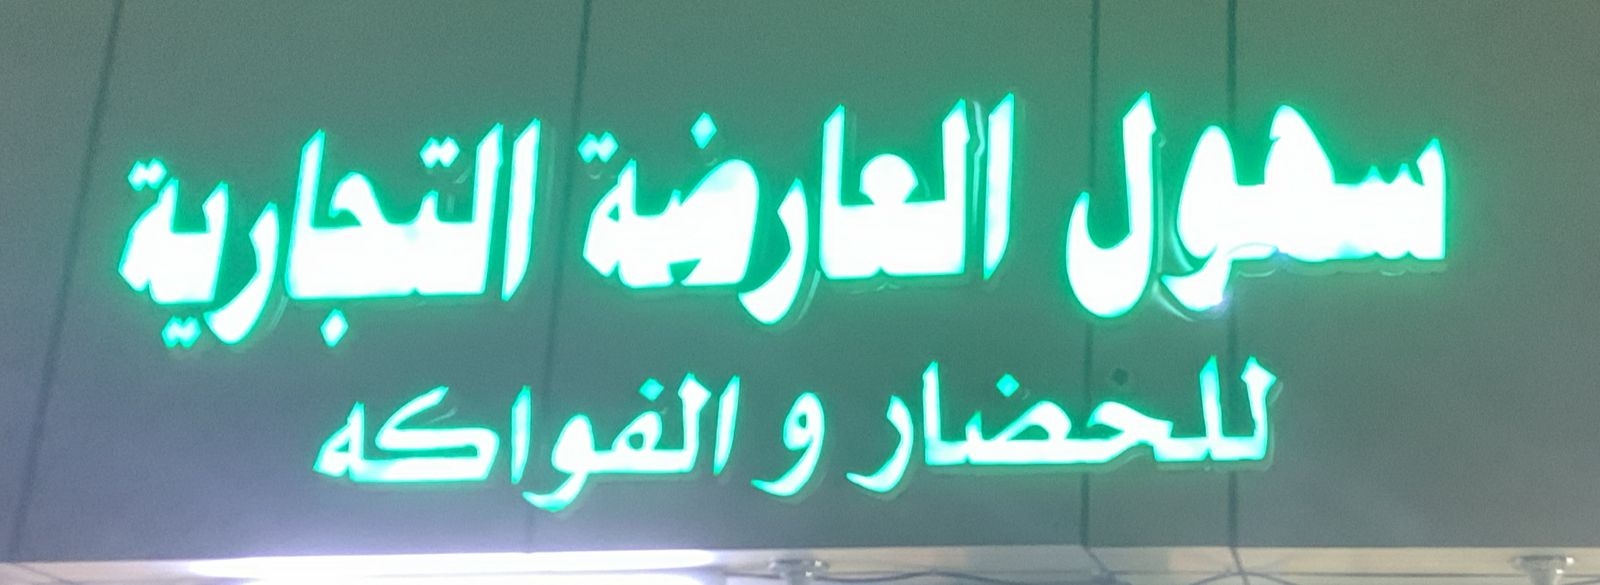 سهول العارضة التجارية
للخضار و الفواكه